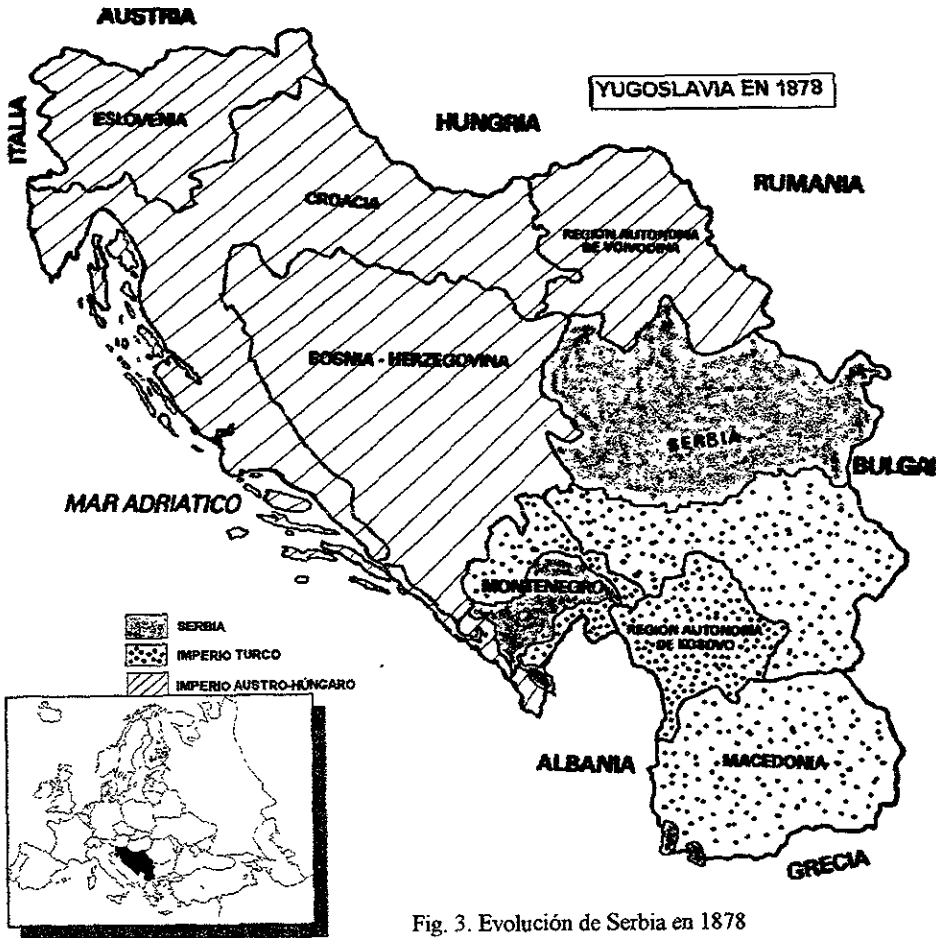 AUSTRIA
YUGOSLAVIA EN 1878
ITALIA
ESLOVENIA
HUNGRIA
RUMANIA
CROACIA
REGION AUTONOMA
DE VOIVODINA
BOSNIA - HERZEGOVINA
SERBIA
BULGA
MAR ADRIATICO
MONTENEGRO
REGION AUTONOMA
DE KOSOVO
SERBIA
IMPERIO TURCO
IMPERIO AUSTRO-HÚNGARO
ALBANIA
MACEDONIA
GRECIA
Fig. 3. Evolución de Serbia en 1878